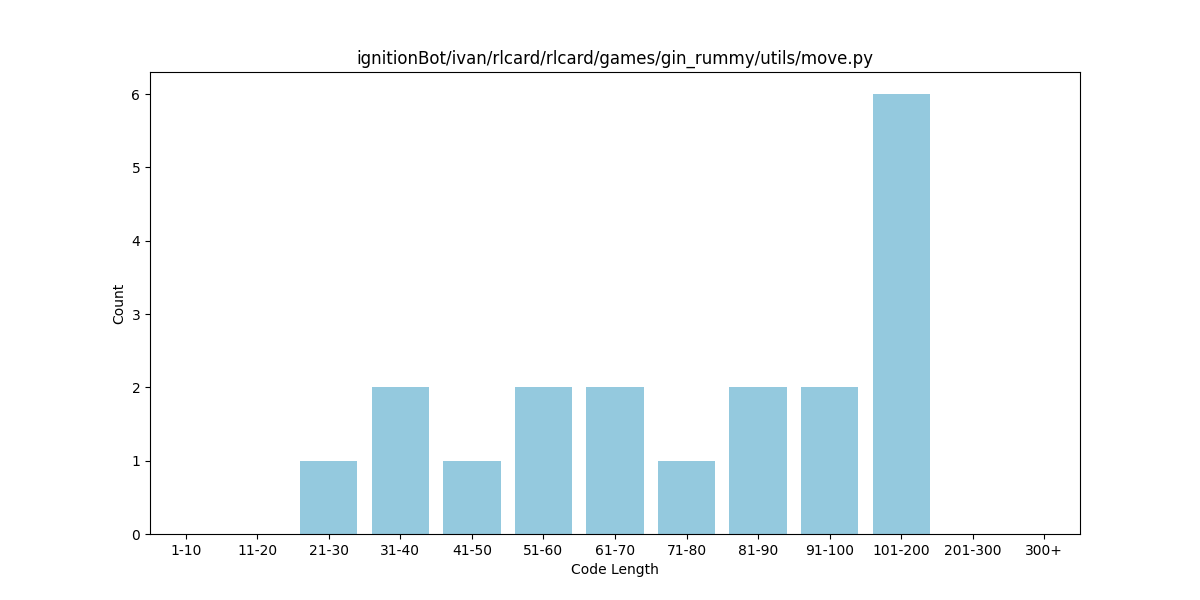 ignitionBot/ivan/rlcard/rlcard/games/gin_rummy/utils/move.py
Count
6
5
4
3
2
1
0
1-10 11-20 21-30 31-40 41-50 51-60 61-70 71-80 81-90 91-100 101-200 201-300 300+
Code Length